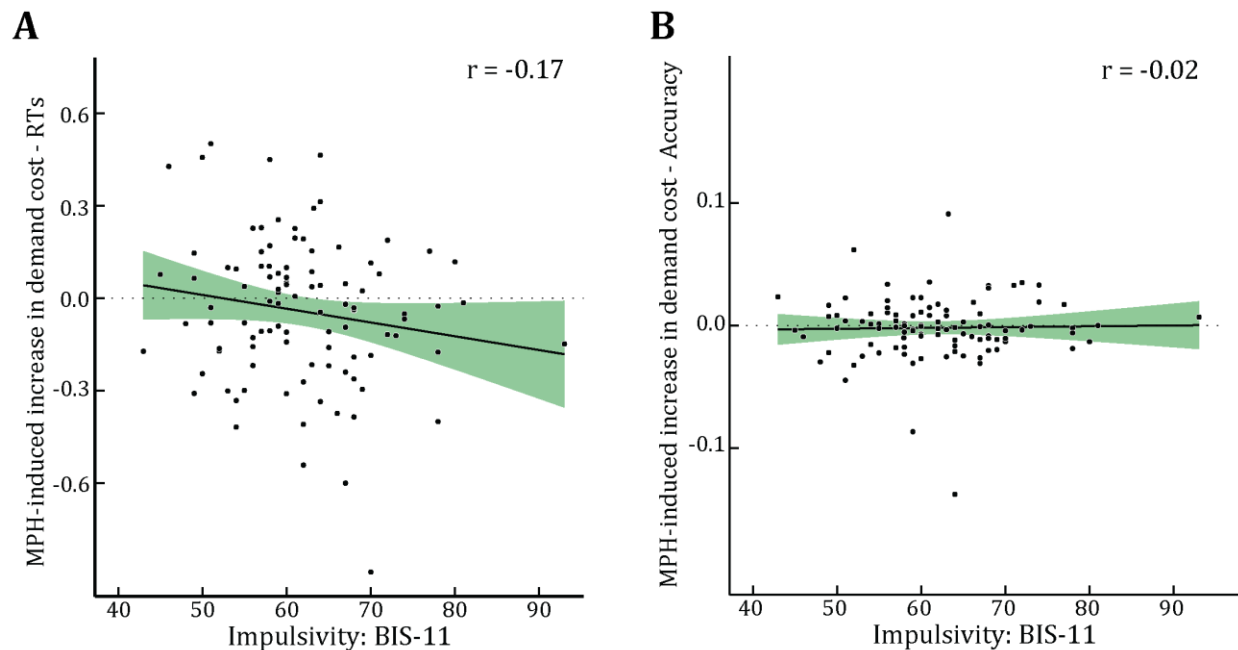 A
r = -0.17
MPH-induced increase in demand cost - RTs
0.6
0.3
0.0
-0.3
-0.6
40 50 60 70 80 90
Impulsivity: BIS-11
B
r = -0.02
MPH-induced increase in demand cost - Accuracy
0.1
0.0
-0.1
40 50 60 70 80 90
Impulsivity: BIS-11